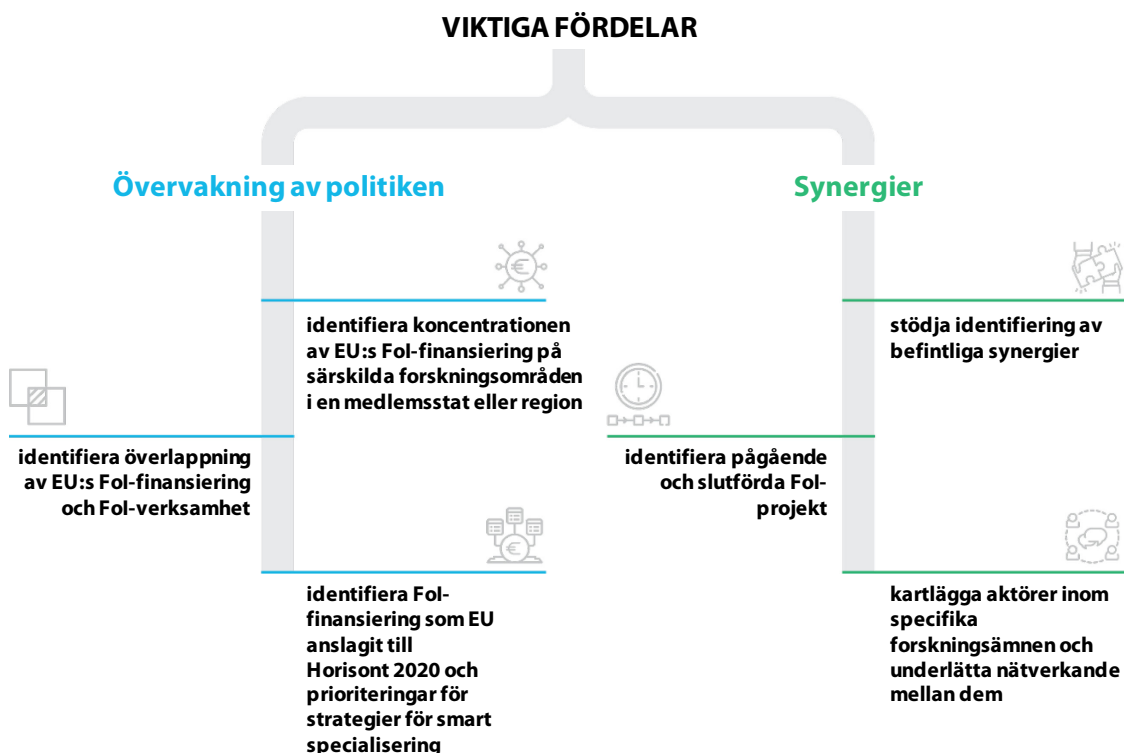 VIKTIGA FÖRDELAR
Övervakning av politiken
identifiera koncentrationen
av EU:s FoI-finansiering på
särskilda forskningsområden
i en medlemsstat eller region
identifiera överlappning
av EU:s FoI-finansiering
och FoI-verksamhet
identifiera FoI-
finansiering som EU
anslagit till
Horisont 2020 och
prioriteringar för
strategier för smart
specialisering
Synergier
stödja identifiering av
befintliga synergier
identifiera pågående
och slutförda FoI-
projekt
kartlägga aktörer inom
specifika
forskningsämnen och
underlätta nätverkande
mellan dem